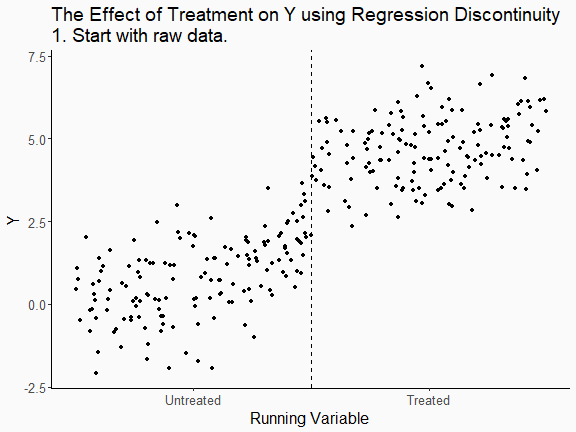 The Effect of Treatment on Y using Regression Discontinuity
1. Start with raw data.
7.5
5.0
Y
2.5
0.0
-2.5
Untreated
Treated
Running Variable